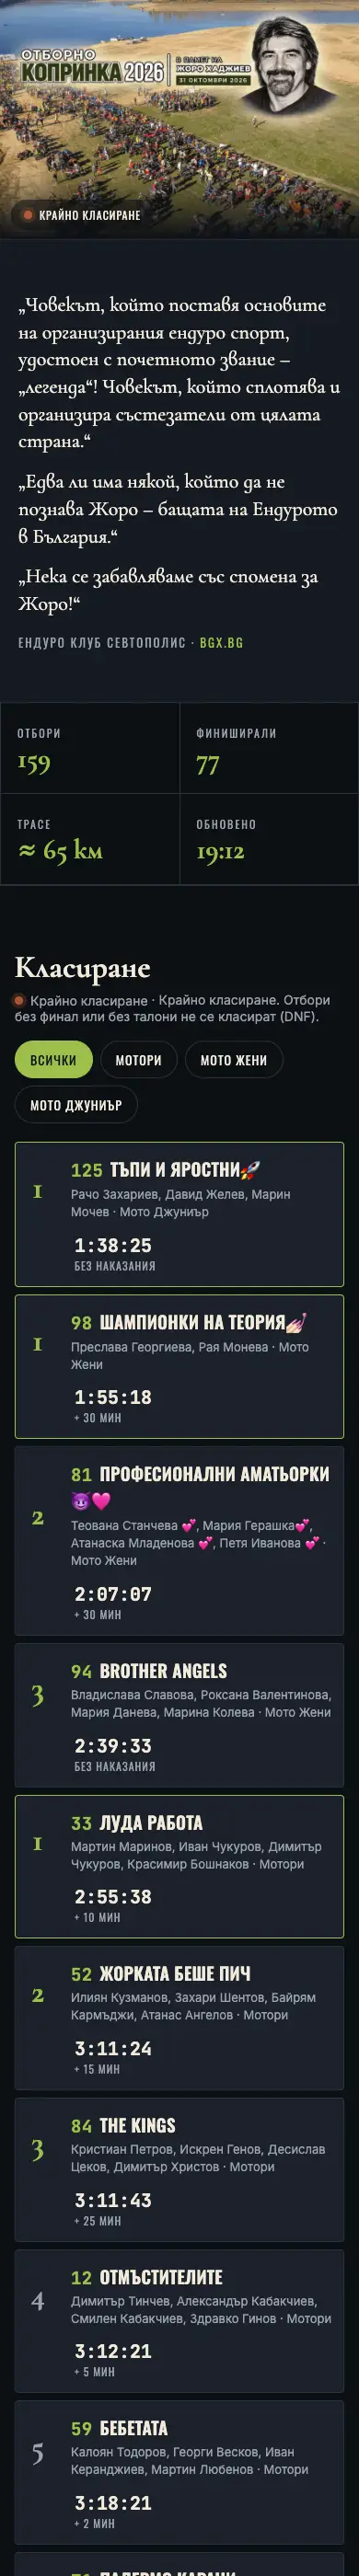 ОТБОРНО
КОПРИНКА 2026
В ПАМЕТ НА
ЖОРО ХАДЖИЕВ
31 ОКТОМВРИ 2026
КРАЙНО КЛАСИРАНЕ
„Човекът, който поставя основите
на организирания ендуро спорт,
удостоен с почетното звание –
„легенда“! Човекът, който сплотява и
организира състезатели от цялата
страна.“
„Едва ли има някой, който да не
познава Жоро – бащата на Ендурото
в България.“
„Нека се забавляваме със спомена за
Жоро!“
ЕНДУРО КЛУБ СЕВТОПОЛИС · BGX.BG
ОТБОРИ
159
ФИНИШИРАЛИ
77
ТРАСЕ
≈ 65 km
ОБНОВЕНО
19:12
Класиране
Крайно класиране · Крайно класиране. Отбори
без финал или без талони не се класират (DNF).
ВСИЧКИ
МОТОРИ
МОТО ЖЕНИ
МОТО ДЖУНИЪР
1
125 ТЪПИ И ЯРОСТНИ🚀
Рачо Захариев, Давид Желев, Марин
Мочев · Мото Джуниър
1:38:25
БЕЗ НАКАЗАНИЯ
1
98 ШАМПИОНКИ НА ТЕОРИЯ💅🏻
Преслава Георгиева, Рая Монева · Мото
Жени
1:55:18
+ 30 МИН
2
81 ПРОФЕСИОНАЛНИ АМАТЬОРКИ
😈🩷
Теована Станчева 💕, Мария Герашка💕,
Атанаска Младенова 💕, Петя Иванова 💕 ·
Мото Жени
2:07:07
+ 30 МИН
3
94 BROTHER ANGELS
Владислава Славова, Роксана Валентинова,
Мария Данева, Марина Колева · Мото Жени
2:39:33
БЕЗ НАКАЗАНИЯ
1
33 ЛУДА РАБОТА
Мартин Маринов, Иван Чукуров, Димитър
Чукуров, Красимир Бошнаков · Мотори
2:55:38
+ 10 МИН
2
52 ЖОРКАТА БЕШЕ ПИЧ
Илиян Кузманов, Захари Шентов, Байрям
Кармъджи, Атанас Ангелов · Мотори
3:11:24
+ 15 МИН
3
84 THE KINGS
Кристиан Петров, Искрен Генов, Десислав
Цеков, Димитър Христов · Мотори
3:11:43
+ 25 МИН
4
12 ОТМЪСТИТЕЛИТЕ
Димитър Тинчев, Александър Кабакчиев,
Смилен Кабакчиев, Здравко Гинов · Мотори
3:12:21
+ 5 МИН
5
59 БЕБЕТАТА
Калоян Тодоров, Георги Весков, Иван
Керанджиев, Мартин Любенов · Мотори
3:18:21
+ 2 МИН